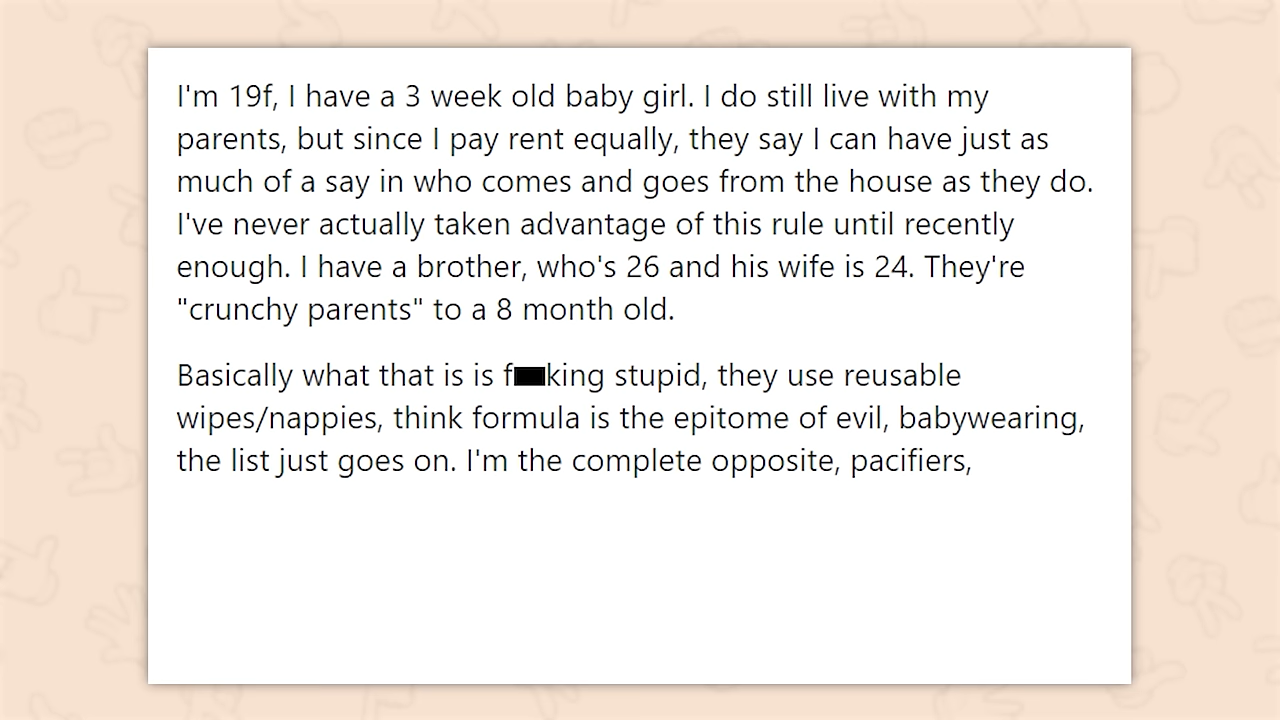 I'm 19f, I have a 3 week old baby girl. I do still live with my
parents, but since I pay rent equally, they say I can have just as
much of a say in who comes and goes from the house as they do.
I've never actually taken advantage of this rule until recently
enough. I have a brother, who's 26 and his wife is 24. They're
"crunchy parents" to a 8 month old.
Basically what that is is f king stupid, they use reusable
wipes/nappies, think formula is the epitome of evil, babywearing,
the list just goes on. I'm the complete opposite, pacifiers,